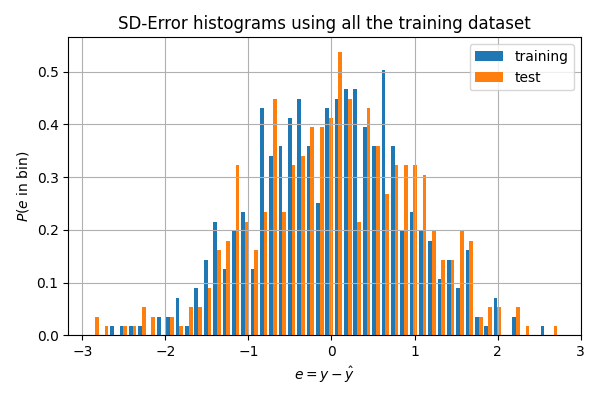 SD-Error histograms using all the training dataset
training
test
0.5
0.4
0.3
0.2
0.1
0.0
P(e in bin)
−3 −2 −1 0 1 2 3
e = y − ŷ